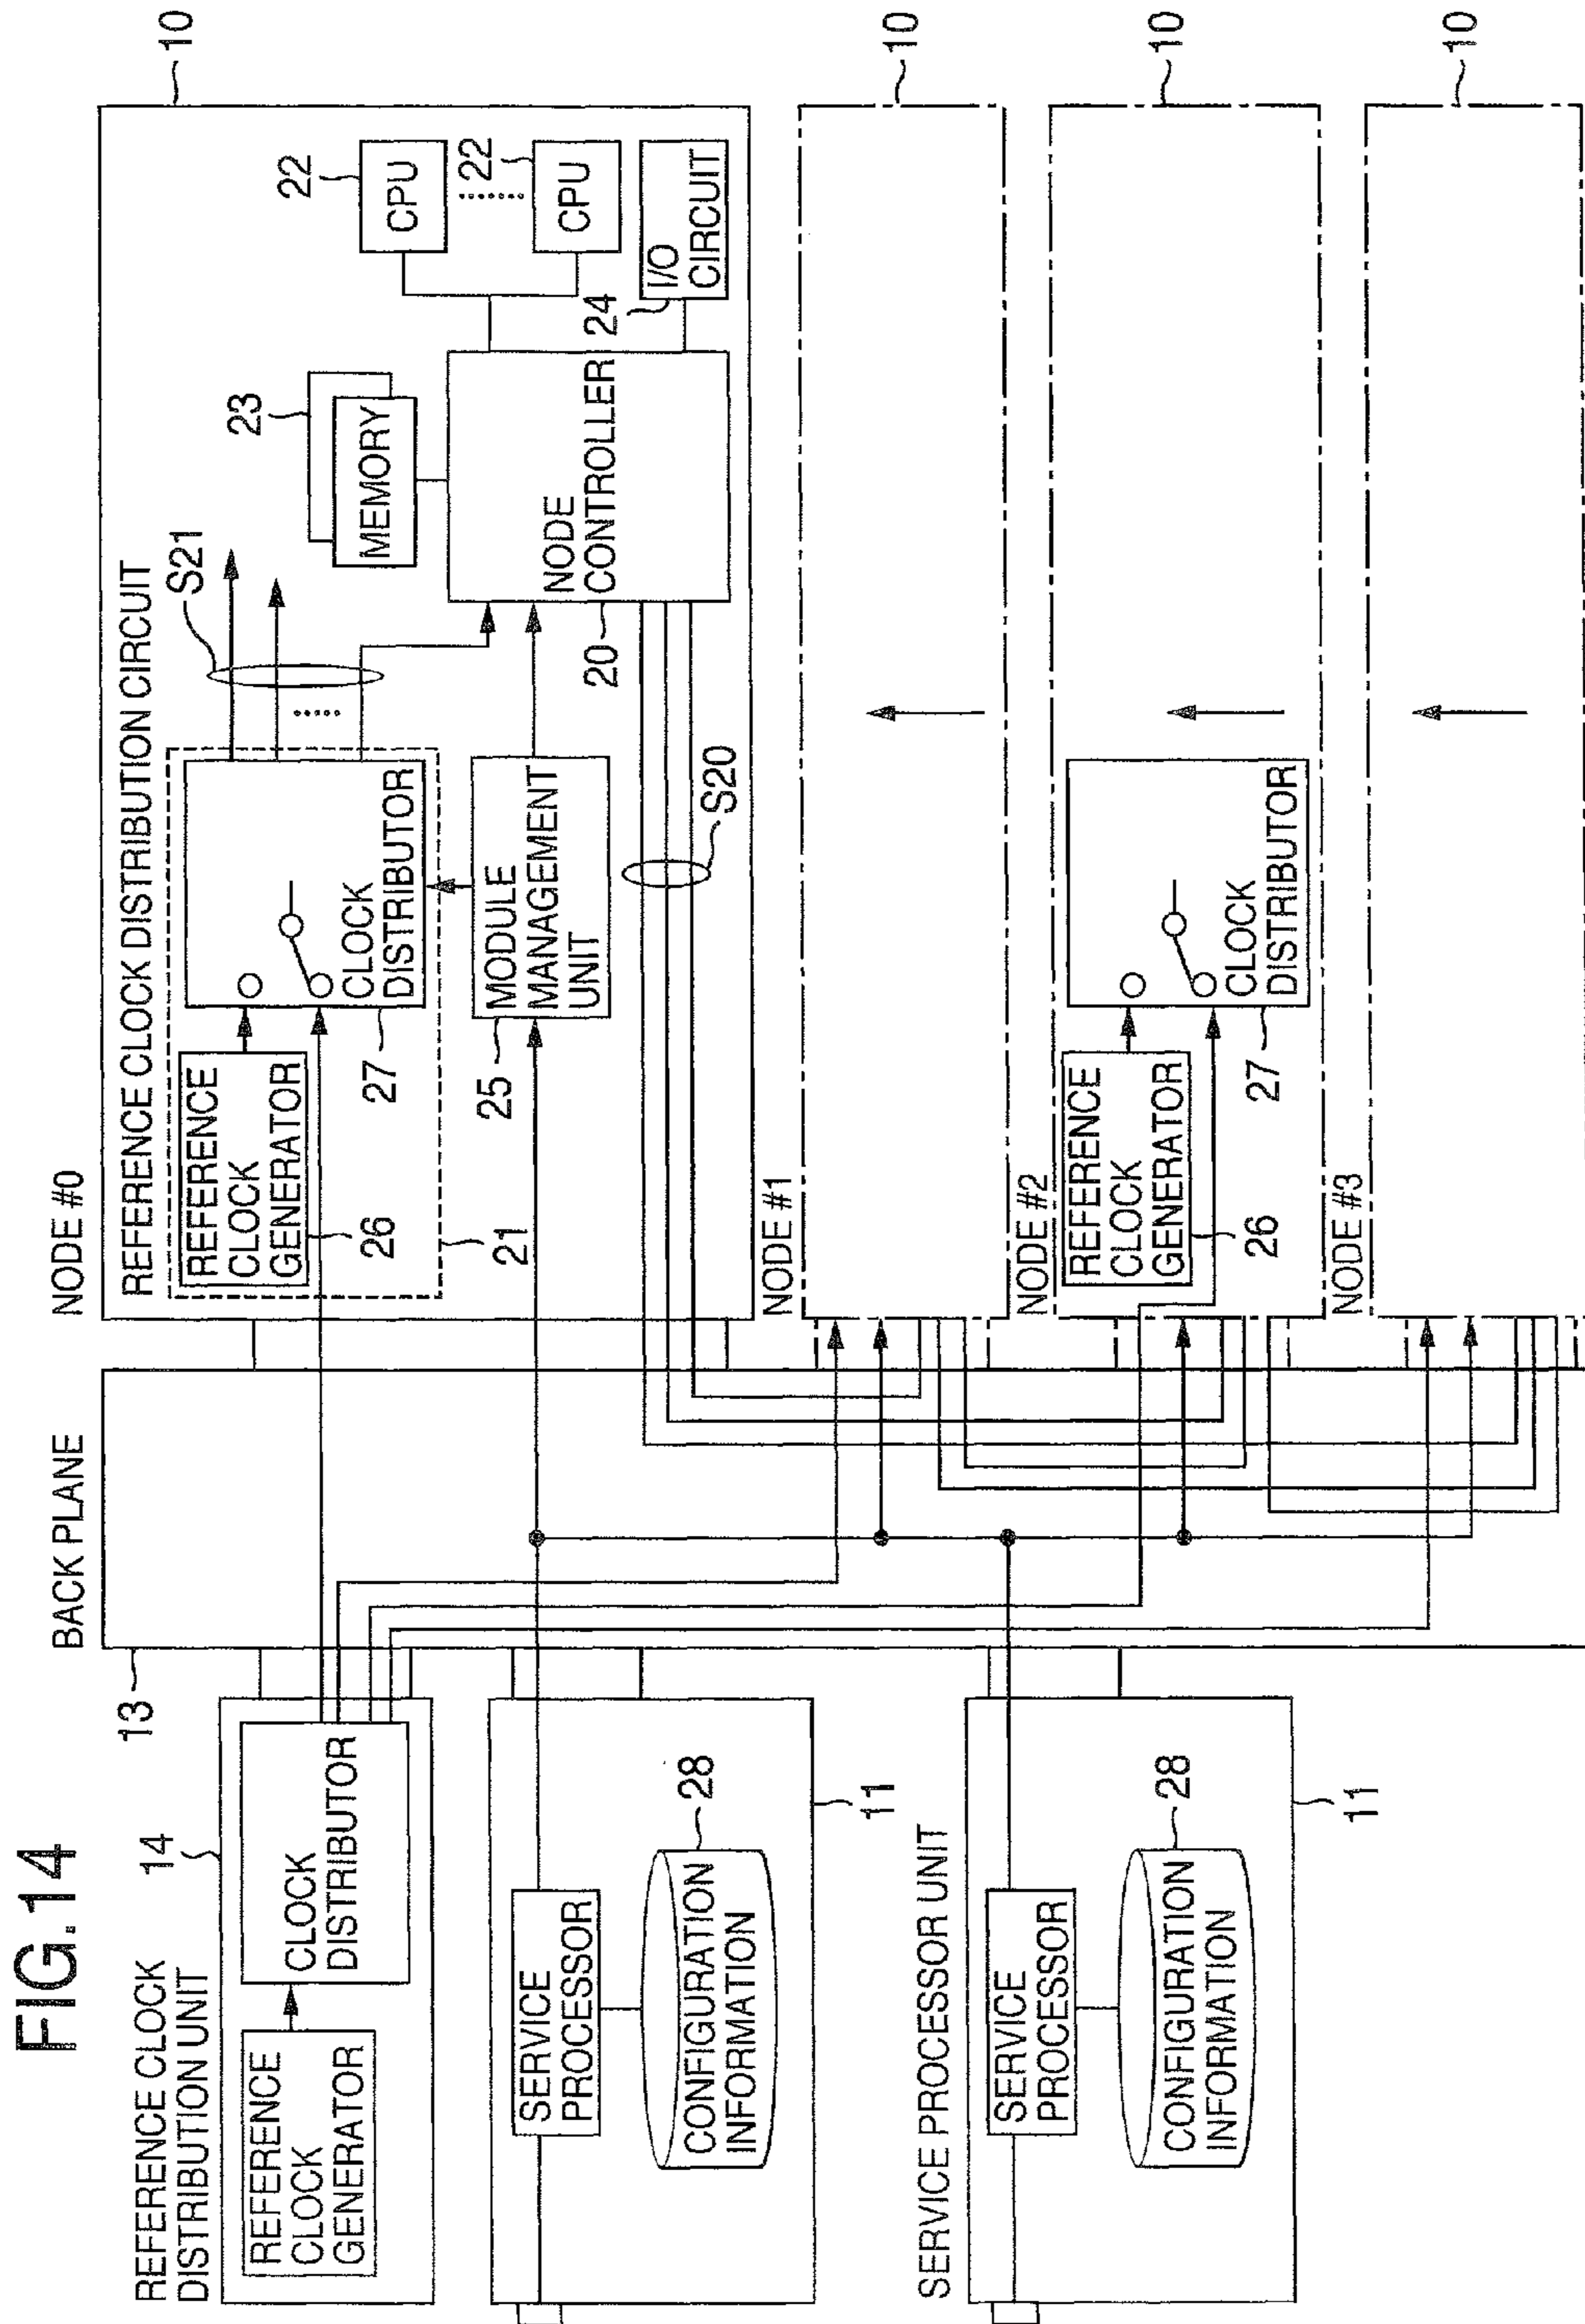 FIG.14
REFERENCE CLOCK
DISTRIBUTION UNIT
14
REFERENCE
CLOCK
GENERATOR
CLOCK
DISTRIBUTOR
SERVICE
PROCESSOR
CONFIGURATION
INFORMATION
28
11
SERVICE PROCESSOR UNIT
SERVICE
PROCESSOR
CONFIGURATION
INFORMATION
28
11
13
BACK PLANE
NODE #0
10
REFERENCE CLOCK DISTRIBUTION CIRCUIT
REFERENCE
CLOCK
GENERATOR
26
21
CLOCK
DISTRIBUTOR
27
S21
MODULE
MANAGEMENT
UNIT
25
S20
MEMORY
23
NODE
CONTROLLER
20
CPU
22
CPU
22
I/O
CIRCUIT
24
NODE #1
10
NODE #2
10
REFERENCE
CLOCK
GENERATOR
26
CLOCK
DISTRIBUTOR
27
NODE #3
10